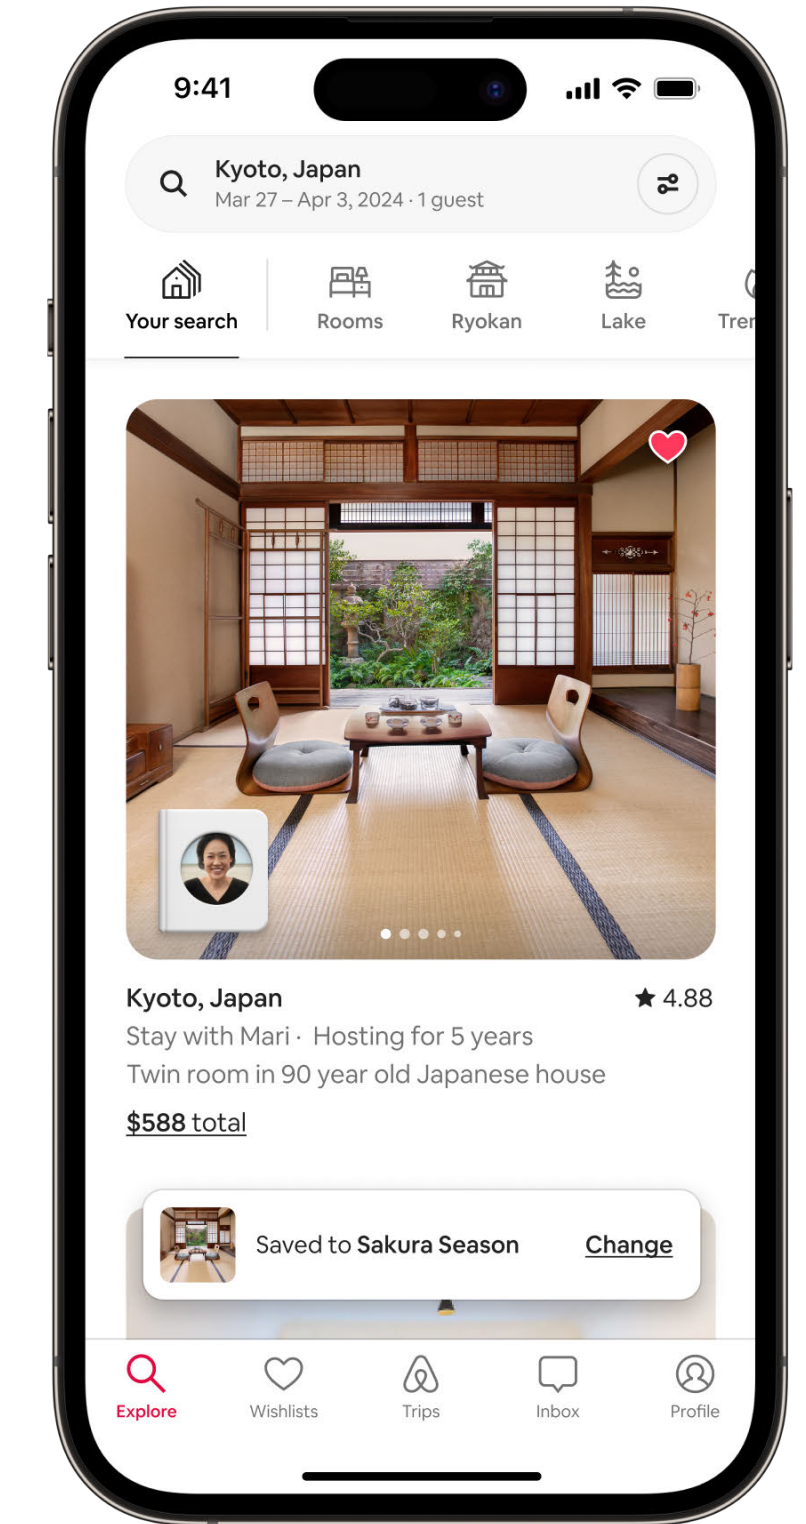 9:41
Kyoto, Japan
Mar 27 – Apr 3, 2024 · 1 guest
Your search
Rooms
Ryokan
Lake
Kyoto, Japan
4.88
Stay with Mari · Hosting for 5 years
Twin room in 90 year old Japanese house
$588 total
Saved to Sakura Season
Change
Explore
Wishlists
Trips
Inbox
Profile